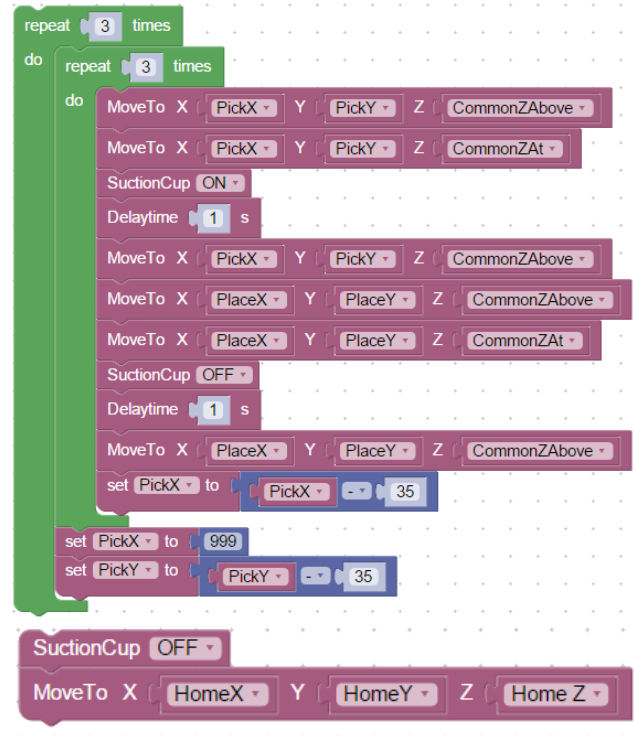 repeat 3 times
do repeat 3 times
do MoveTo X PickX Y PickY Z CommonZAbove
MoveTo X PickX Y PickY Z CommonZAt
SuctionCup ON
Delaytime 1 s
MoveTo X PickX Y PickY Z CommonZAbove
MoveTo X PlaceX Y PlaceY Z CommonZAbove
MoveTo X PlaceX Y PlaceY Z CommonZAt
SuctionCup OFF
Delaytime 1 s
MoveTo X PlaceX Y PlaceY Z CommonZAbove
set PickX to PickX - 35
set PickX to 999
set PickY to PickY - 35
SuctionCup OFF
MoveTo X HomeX Y HomeY Z Home Z